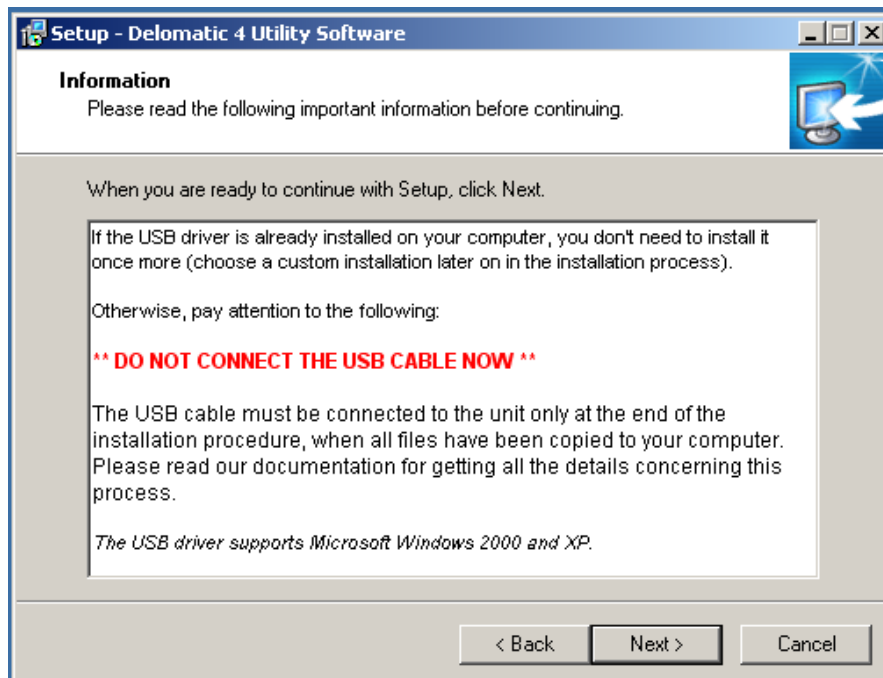 Setup - Delomatic 4 Utility Software
Information
Please read the following important information before continuing.
When you are ready to continue with Setup, click Next.
If the USB driver is already installed on your computer, you don't need to install it
once more (choose a custom installation later on in the installation process).
Otherwise, pay attention to the following:
** DO NOT CONNECT THE USB CABLE NOW **
The USB cable must be connected to the unit only at the end of the
installation procedure, when all files have been copied to your computer.
Please read our documentation for getting all the details concerning this
process.
The USB driver supports Microsoft Windows 2000 and XP.
< Back Next > Cancel